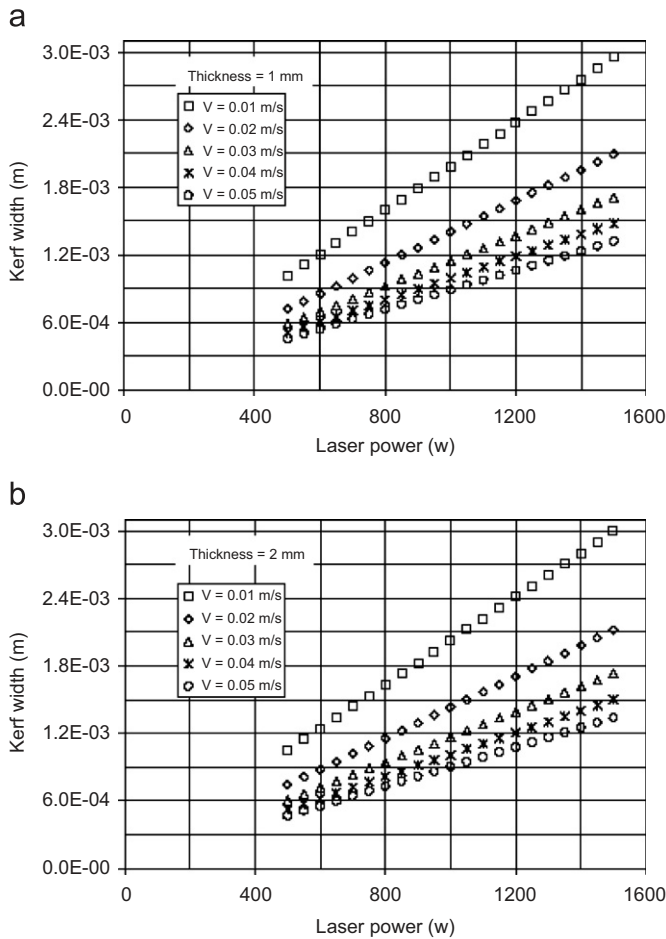 a
3.0E-03
2.4E-03
1.8E-03
1.2E-03
6.0E-04
0.0E-00
Kerf width (m)
Thickness = 1 mm
V = 0.01 m/s
V = 0.02 m/s
V = 0.03 m/s
V = 0.04 m/s
V = 0.05 m/s
0 400 800 1200 1600
Laser power (w)
b
3.0E-03
2.4E-03
1.8E-03
1.2E-03
6.0E-04
0.0E-00
Kerf width (m)
Thickness = 2 mm
V = 0.01 m/s
V = 0.02 m/s
V = 0.03 m/s
V = 0.04 m/s
V = 0.05 m/s
0 400 800 1200 1600
Laser power (w)